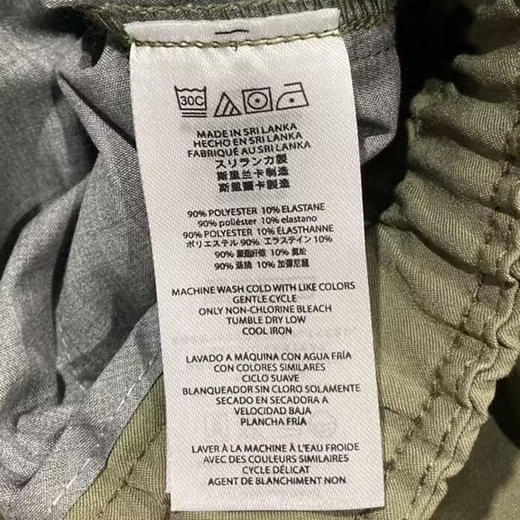 30C
MADE IN SRI LANKA
HECHO EN SRI LANKA
FABRIQUÉ AU SRI LANKA
スリランカ製
斯里兰卡制造
斯里蘭卡製造
90% POLYESTER 10% ELASTANE
90% poliéster 10% elastano
90% POLYESTER 10% ELASTHANNE
ポリエステル 90% エラステイン 10%
90% 聚酯纤维 10% 氨纶
90% 滌綸 10% 加彈尼龍
MACHINE WASH COLD WITH LIKE COLORS
GENTLE CYCLE
ONLY NON-CHLORINE BLEACH
TUMBLE DRY LOW
COOL IRON
LAVADO A MÁQUINA CON AGUA FRÍA
CON COLORES SIMILARES
CICLO SUAVE
BLANQUEADOR SIN CLORO SOLAMENTE
SECADO EN SECADORA A
VELOCIDAD BAJA
PLANCHA FRÍA
LAVER À LA MACHINE À L'EAU FROIDE
AVEC DES COULEURS SIMILAIRES
CYCLE DÉLICAT
AGENT DE BLANCHIMENT NON